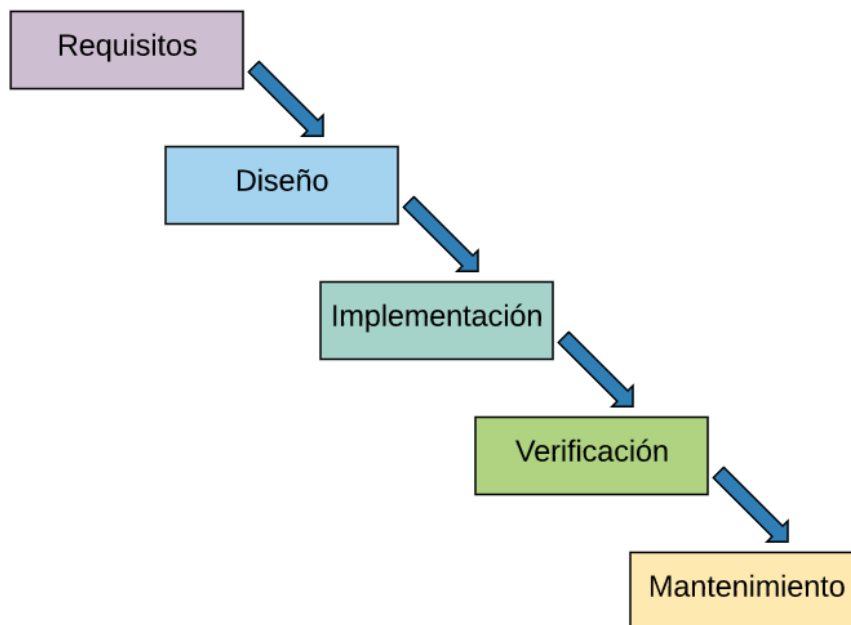 Requisitos
Diseño
Implementación
Verificación
Mantenimiento